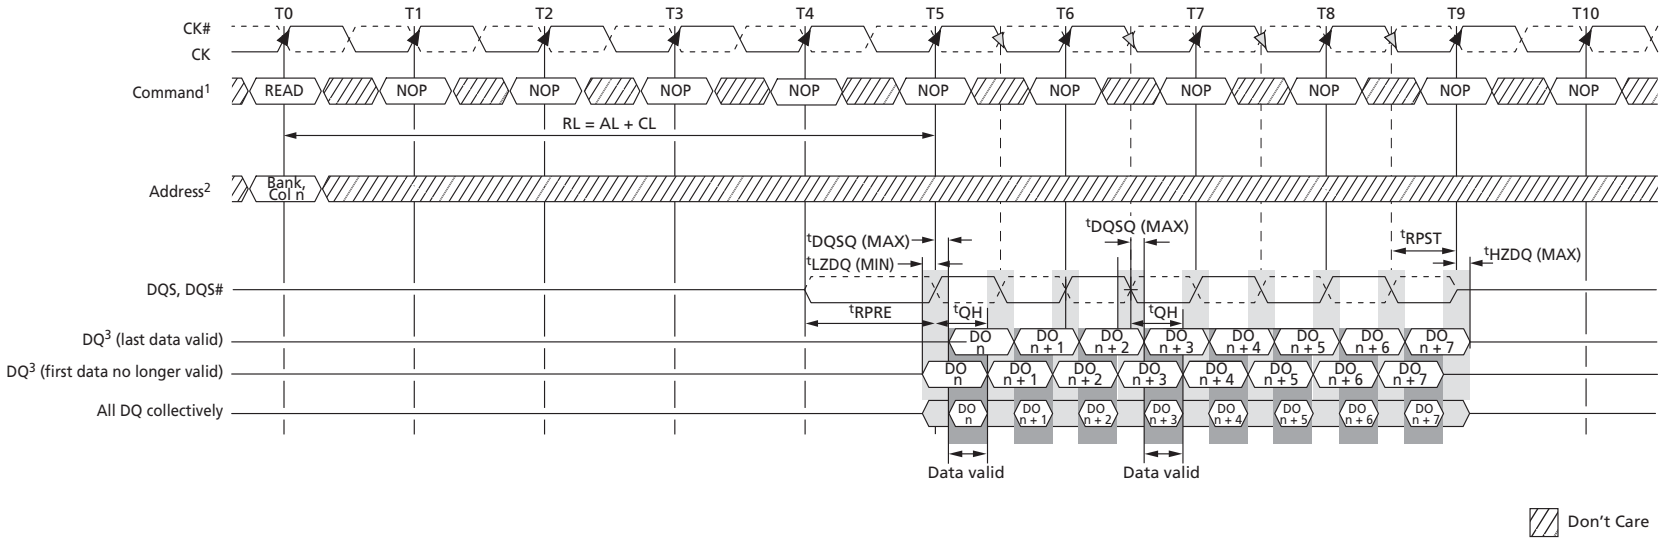 T0 T1 T2 T3 T4 T5 T6 T7 T8 T9 T10
CK#
CK
Command1 READ NOP NOP NOP NOP NOP NOP NOP NOP NOP NOP
RL = AL + CL
Address2 Bank,
Col n
tDQSQ (MAX) tDQSQ (MAX) tRPST
tLZDQ (MIN) tHZDQ (MAX)
DQS, DQS#
tRPRE tQH tQH
DQ3 (last data valid) DO n DO n + 1 DO n + 2 DO n + 3 DO n + 4 DO n + 5 DO n + 6 DO n + 7
DQ3 (first data no longer valid) DO n DO n + 1 DO n + 2 DO n + 3 DO n + 4 DO n + 5 DO n + 6 DO n + 7
All DQ collectively DO n DO n + 1 DO n + 2 DO n + 3 DO n + 4 DO n + 5 DO n + 6 DO n + 7
Data valid Data valid
Don't Care